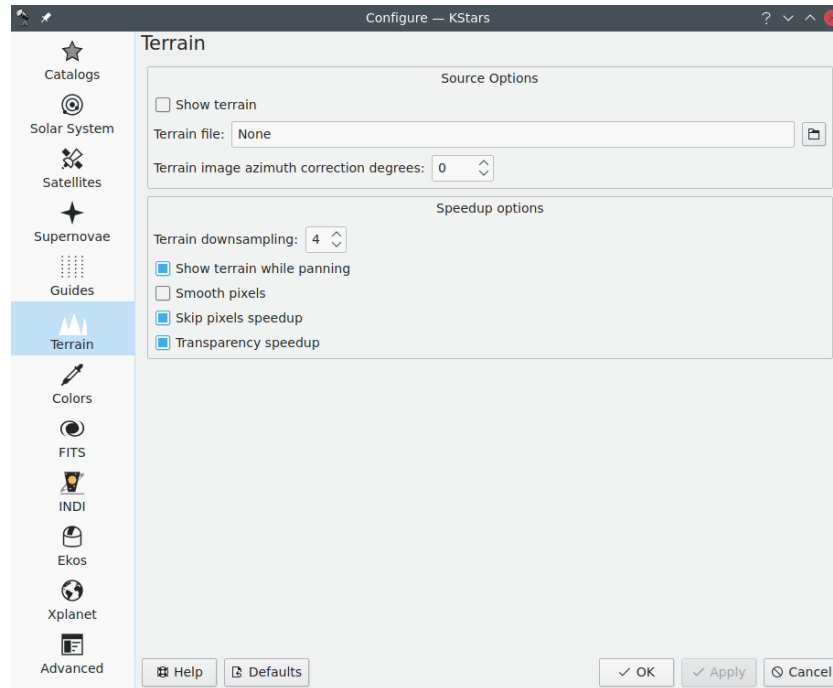 Configure — KStars
Catalogs
Solar System
Satellites
Supernovae
Guides
Terrain
Colors
FITS
INDI
Ekos
Xplanet
Advanced
Terrain
Source Options
Show terrain
Terrain file: None
Terrain image azimuth correction degrees: 0
Speedup options
Terrain downsampling: 4
Show terrain while panning
Smooth pixels
Skip pixels speedup
Transparency speedup
Help Defaults OK Apply Cancel